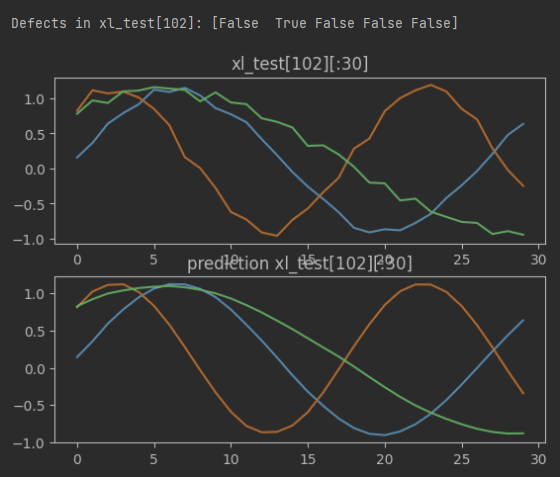 Defects in xl_test[102]: [False  True False False False]
xl_test[102][:30]
1.0
0.5
0.0
−0.5
−1.0
0 5 10 15 20 25 30
prediction xl_test[102][:30]
1.0
0.5
0.0
−0.5
−1.0
0 5 10 15 20 25 30